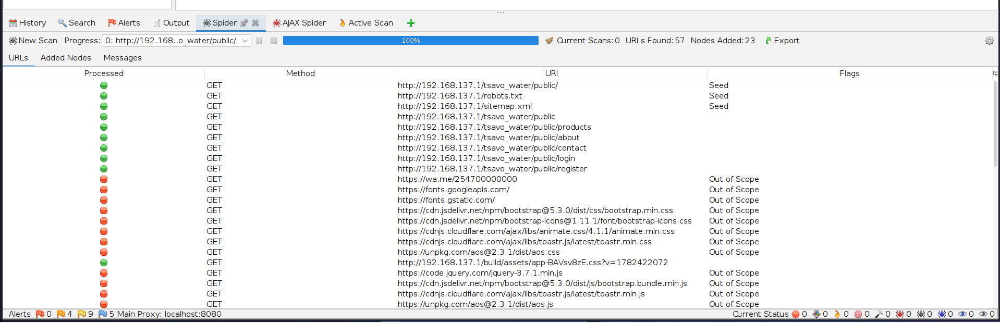 History Search Alerts Output Spider AJAX Spider Active Scan
New Scan Progress: 0: http://192.168..o_water/public/ 100% Current Scans: 0 URLs Found: 57 Nodes Added: 23 Export
URLs Added Nodes Messages
Processed Method URI Flags
GET http://192.168.137.1/tsavo_water/public/ Seed
GET http://192.168.137.1/robots.txt Seed
GET http://192.168.137.1/sitemap.xml Seed
GET http://192.168.137.1/tsavo_water/public
GET http://192.168.137.1/tsavo_water/public/products
GET http://192.168.137.1/tsavo_water/public/about
GET http://192.168.137.1/tsavo_water/public/contact
GET http://192.168.137.1/tsavo_water/public/login
GET http://192.168.137.1/tsavo_water/public/register
GET https://wa.me/254700000000 Out of Scope
GET https://fonts.googleapis.com/ Out of Scope
GET https://fonts.gstatic.com/ Out of Scope
GET https://cdn.jsdelivr.net/npm/bootstrap@5.3.0/dist/css/bootstrap.min.css Out of Scope
GET https://cdn.jsdelivr.net/npm/bootstrap-icons@1.11.1/font/bootstrap-icons.css Out of Scope
GET https://cdnjs.cloudflare.com/ajax/libs/animate.css/4.1.1/animate.min.css Out of Scope
GET https://cdnjs.cloudflare.com/ajax/libs/toastr.js/latest/toastr.min.css Out of Scope
GET https://unpkg.com/aos@2.3.1/dist/aos.css Out of Scope
GET http://192.168.137.1/build/assets/app-BAVsv8zE.css?v=1782422072
GET https://code.jquery.com/jquery-3.7.1.min.js Out of Scope
GET https://cdn.jsdelivr.net/npm/bootstrap@5.3.0/dist/js/bootstrap.bundle.min.js Out of Scope
GET https://cdnjs.cloudflare.com/ajax/libs/toastr.js/latest/toastr.min.js Out of Scope
GET https://unpkg.com/aos@2.3.1/dist/aos.js Out of Scope
Alerts 0 4 9 5 Main Proxy: localhost:8080 Current Status 0 0 0 0 0 0 0 0 0 0